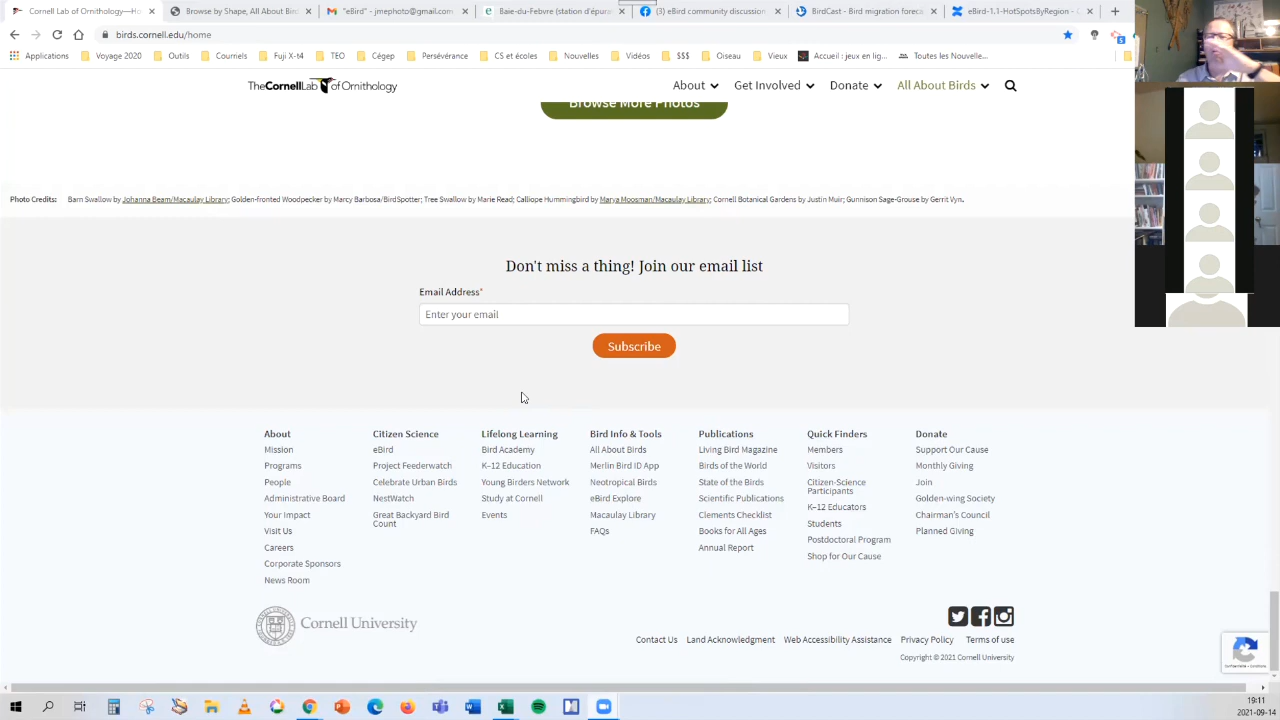 Cornell Lab of Ornithology—Ho
Browse by Shape, All About Bird
"eBird" - jmephoto@gmail.com
Baie-du-Febvre (station d'épura
(3) eBird community discussion
BirdCast - Bird migration foreca
eBird-1.1-HotSpotsByRegion - C
birds.cornell.edu/home
Applications
Voyage 2020
Outils
Courriels
Fuji X-t4
TEO
Cégep
Persévérance
CS et écoles
Nouvelles
Vidéos
$$$
Oiseau
Vieux
Accueil : jeux en lig...
Toutes les Nouvelle...
TheCornellLab of Ornithology
About
Get Involved
Donate
All About Birds
Browse More Photos
Photo Credits: Barn Swallow by Johanna Beam/Macaulay Library; Golden-fronted Woodpecker by Marcy Barbosa/BirdSpotter; Tree Swallow by Marie Read; Calliope Hummingbird by Marya Moosman/Macaulay Library; Cornell Botanical Gardens by Justin Muir; Gunnison Sage-Grouse by Gerrit Vyn.
Don't miss a thing! Join our email list
Email Address*
Enter your email
Subscribe
About
Mission
Programs
People
Administrative Board
Your Impact
Visit Us
Careers
Corporate Sponsors
News Room
Citizen Science
eBird
Project Feederwatch
Celebrate Urban Birds
NestWatch
Great Backyard Bird
Count
Lifelong Learning
Bird Academy
K–12 Education
Young Birders Network
Study at Cornell
Events
Bird Info & Tools
All About Birds
Merlin Bird ID App
Neotropical Birds
eBird Explore
Macaulay Library
FAQs
Publications
Living Bird Magazine
Birds of the World
State of the Birds
Scientific Publications
Clements Checklist
Books for All Ages
Annual Report
Quick Finders
Members
Visitors
Citizen-Science
Participants
K–12 Educators
Students
Postdoctoral Program
Shop for Our Cause
Donate
Support Our Cause
Monthly Giving
Join
Golden-wing Society
Chairman's Council
Planned Giving
Cornell University
Contact Us
Land Acknowledgment
Web Accessibility Assistance
Privacy Policy
Terms of use
Copyright © 2021 Cornell University
19:11
2021-09-14